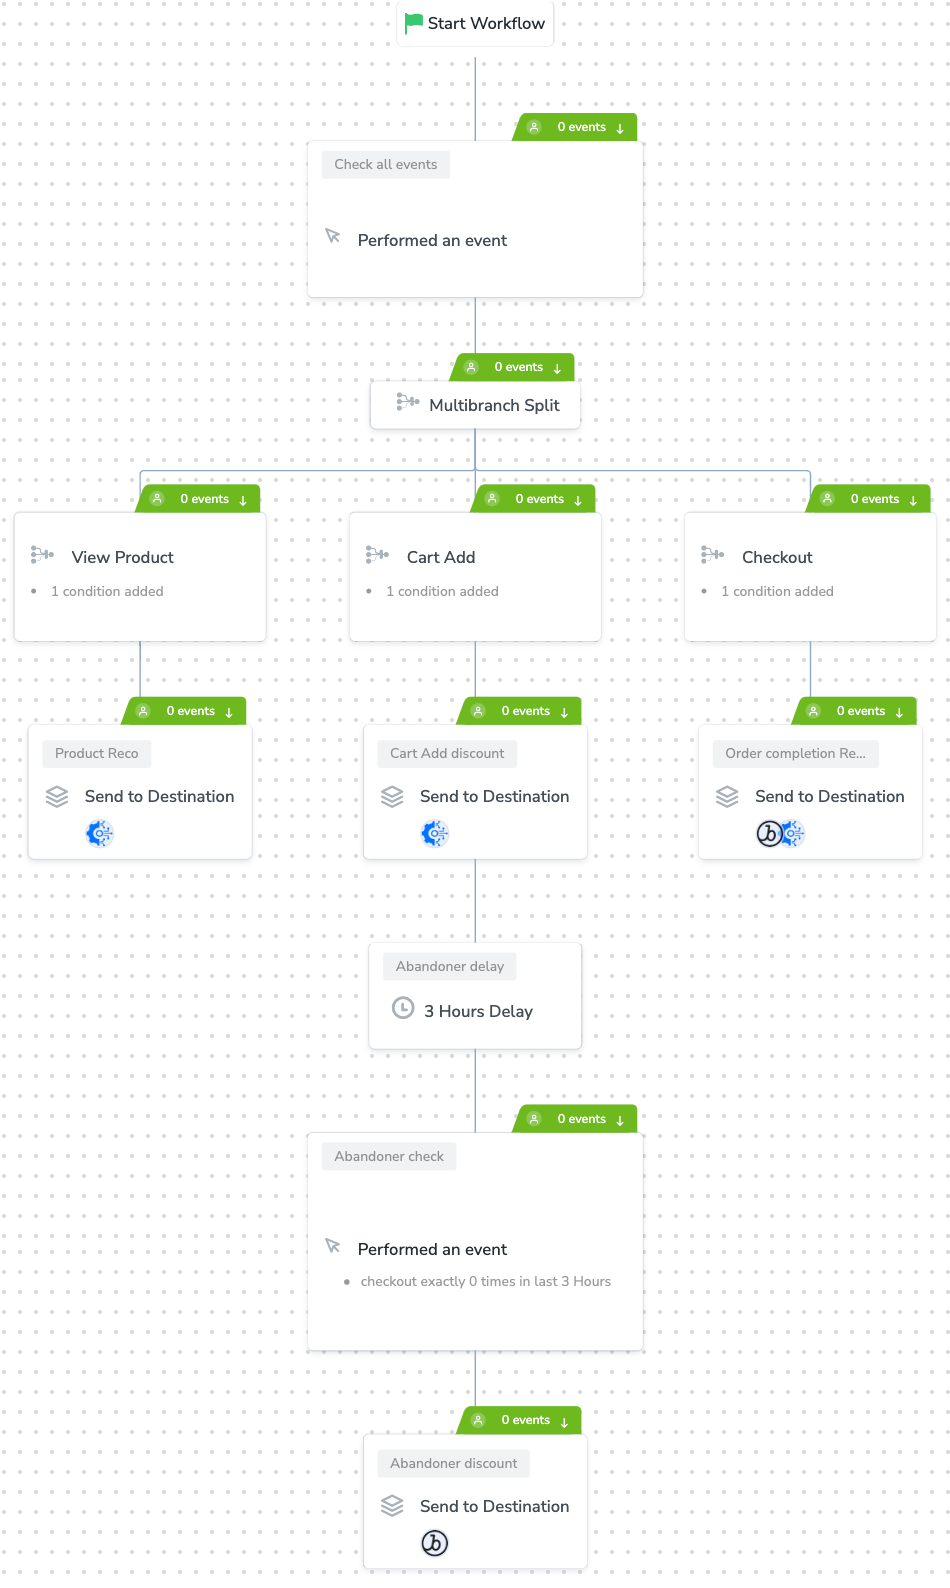 Start Workflow
0 events ↓
Check all events
Performed an event
0 events ↓
Multibranch Split
0 events ↓
0 events ↓
0 events ↓
View Product
Cart Add
Checkout
• 1 condition added
• 1 condition added
• 1 condition added
0 events ↓
0 events ↓
0 events ↓
Product Reco
Cart Add discount
Order completion Re...
Send to Destination
Send to Destination
Send to Destination
b
Abandoner delay
3 Hours Delay
0 events ↓
Abandoner check
Performed an event
• checkout exactly 0 times in last 3 Hours
0 events ↓
Abandoner discount
Send to Destination
b